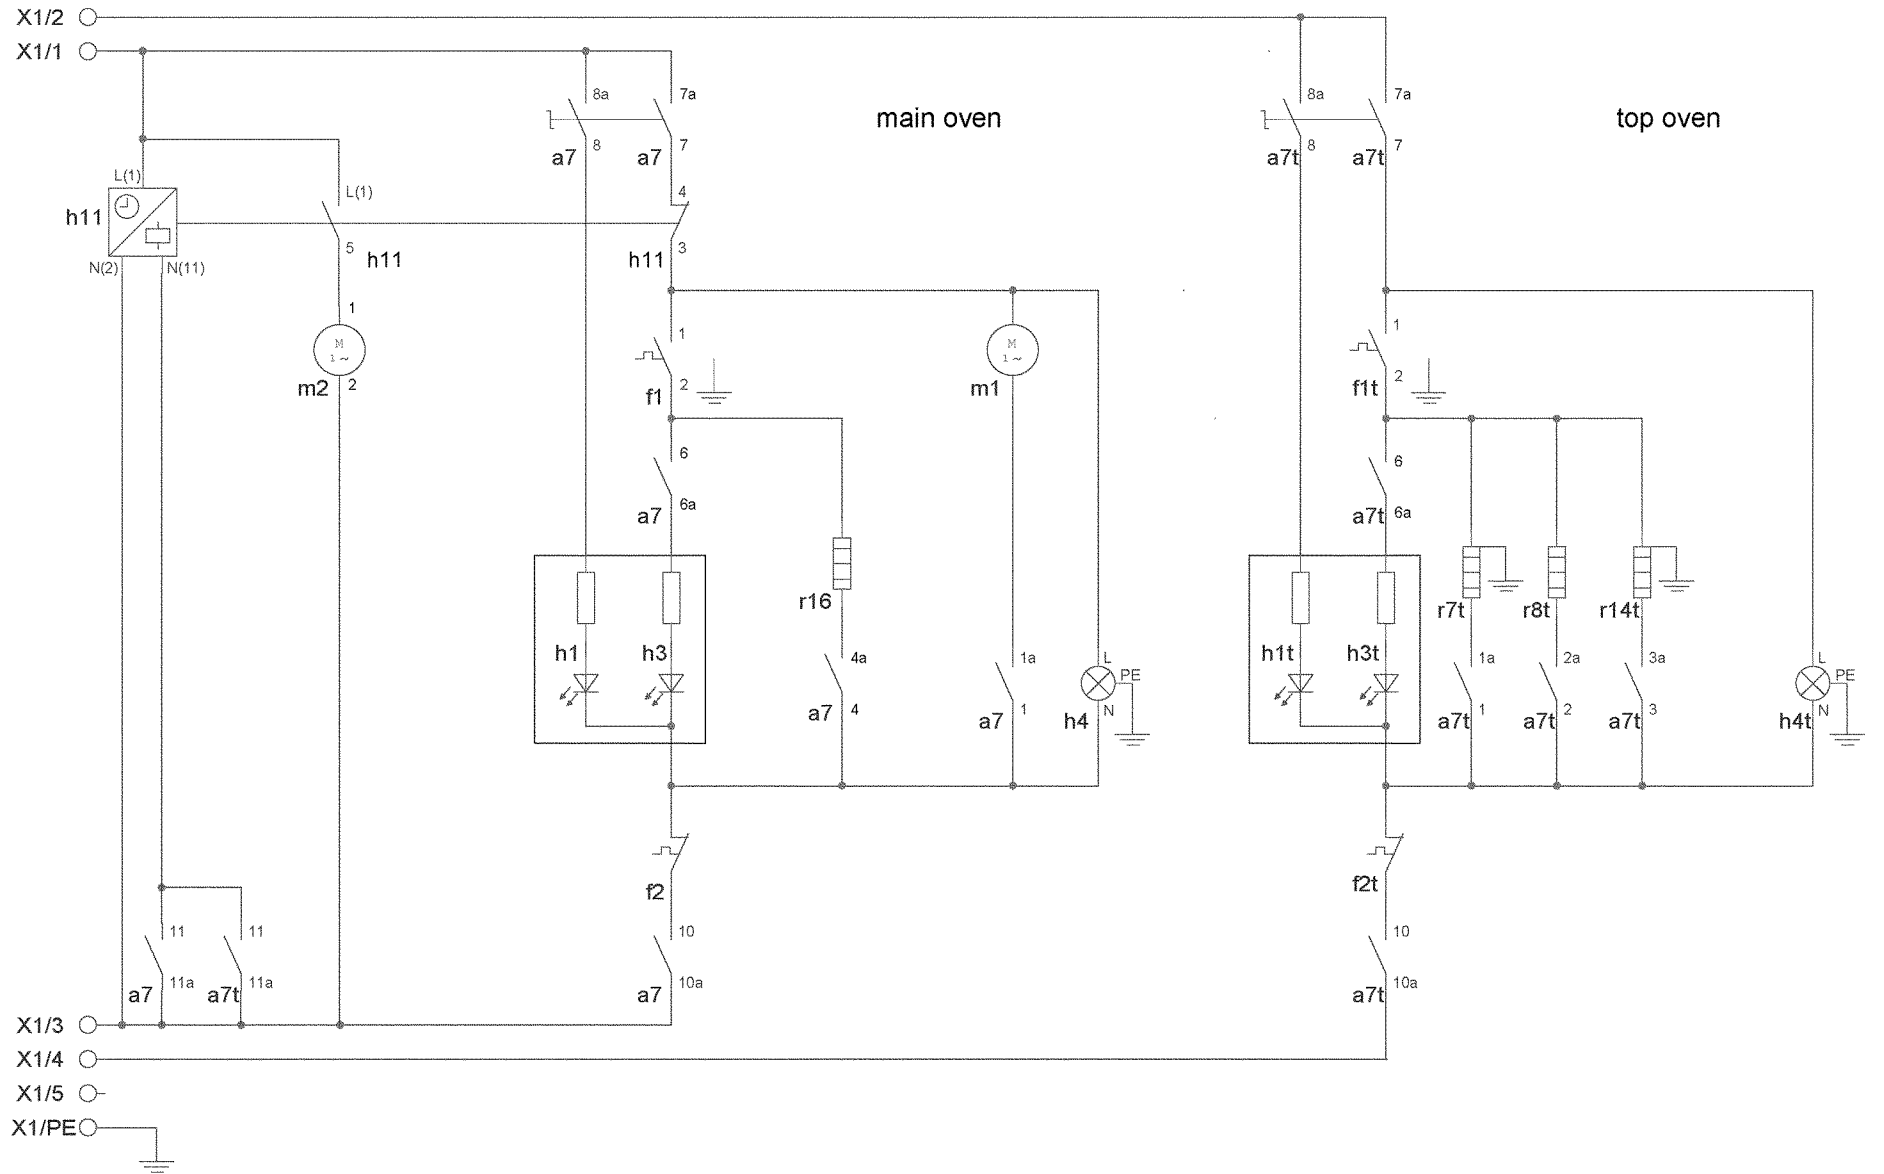 X1/2
X1/1
8a 7a main oven 8a 7a top oven
8 7 8 7
a7 a7 a7t a7t
L(1) L(1) 4
h11
5 3
N(2) N(11) h11 h11
1 1 1
M 1~ M 1~
m2 2 2 m1 2
f1 f1t
6 6
6a 6a
a7 a7t
r16 r7t r8t r14t
h1 h3 4a 1a h1t h3t 1a 2a 3a
L PE L PE
a7 4 a7 1 h4 N a7t 1 a7t 2 a7t 3 h4t N
f2 f2t
11 11 10 10
11a 11a 10a 10a
a7 a7t a7 a7t
X1/3
X1/4
X1/5
X1/PE